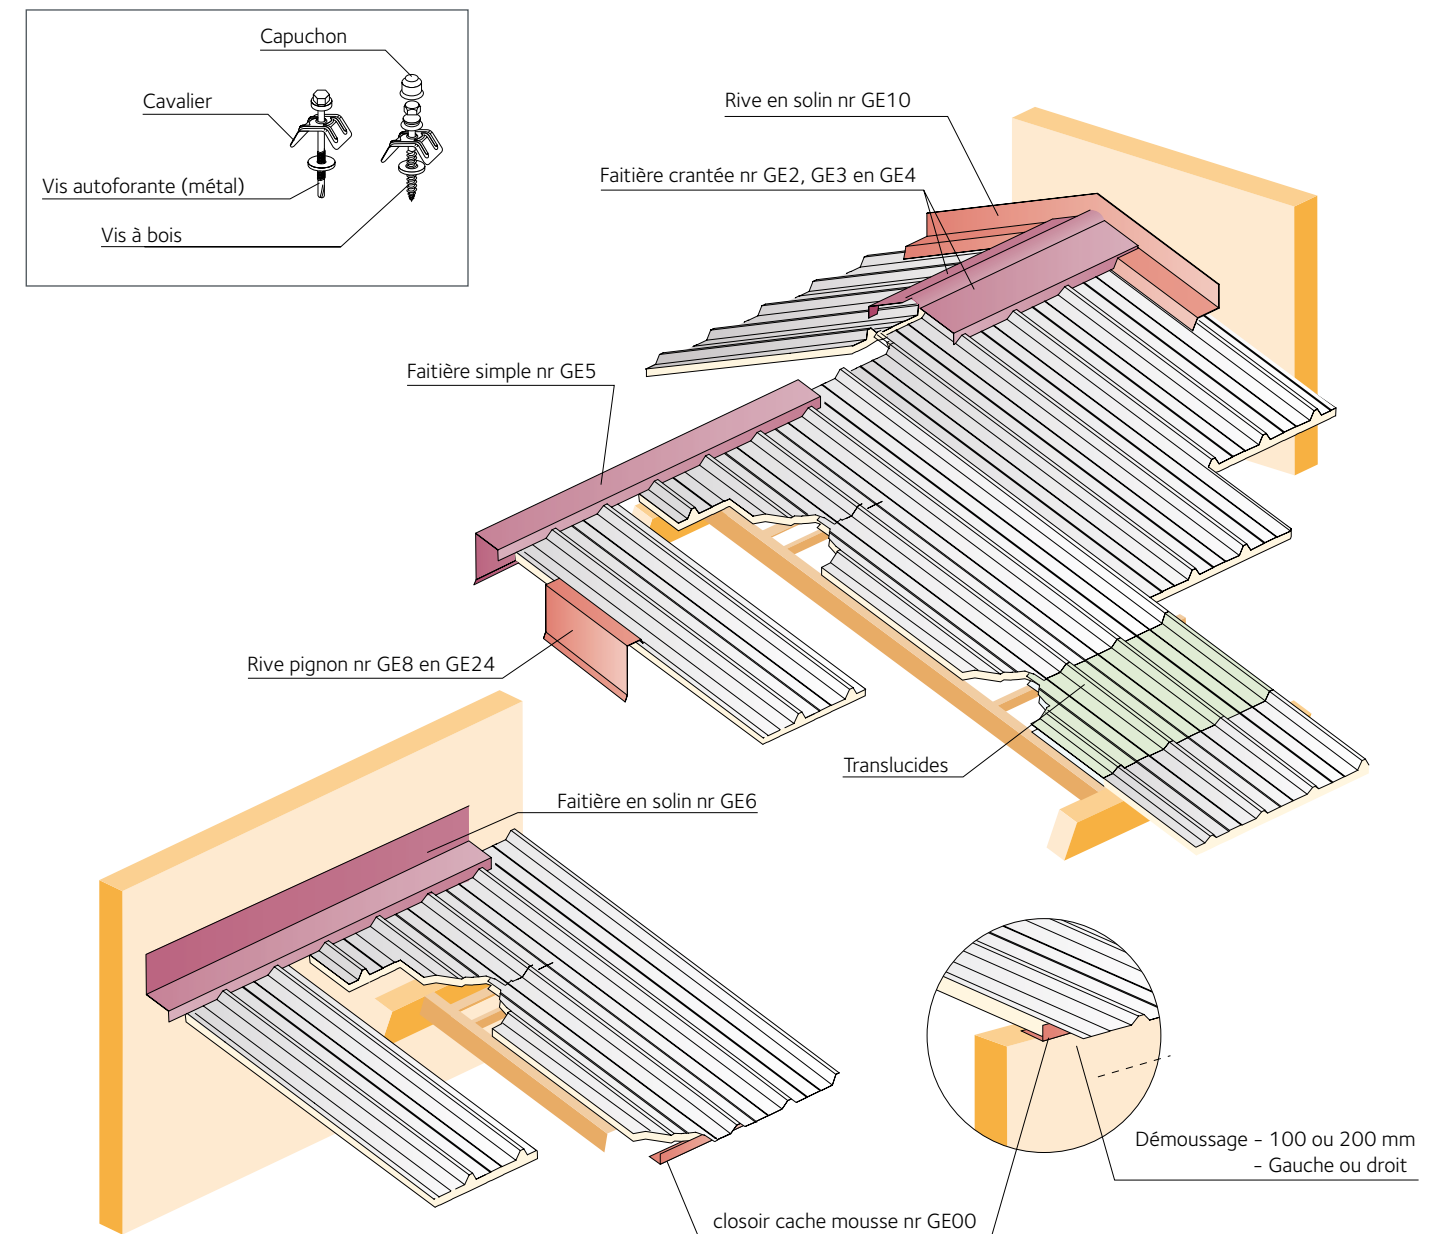 Capuchon
Cavalier
Vis autoforante (métal)
Vis à bois
Rive en solin nr GE10
Faitière crantée nr GE2, GE3 en GE4
Faitière simple nr GE5
Rive pignon nr GE8 en GE24
Translucides
Faitière en solin nr GE6
Démoussage - 100 ou 200 mm
- Gauche ou droit
closoir cache mousse nr GE00